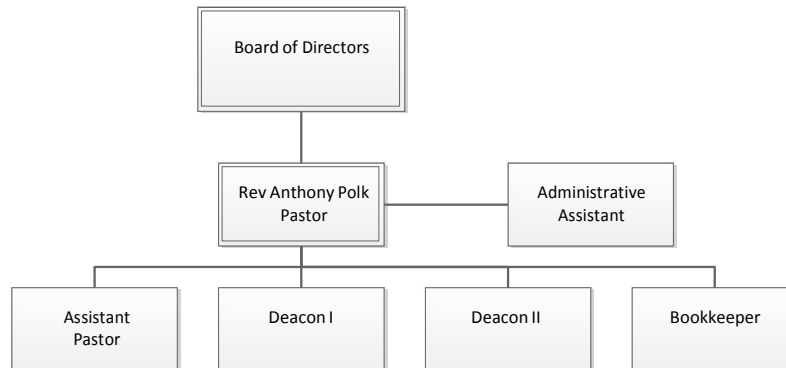 Board of Directors
Rev Anthony Polk
Pastor
Administrative
Assistant
Assistant
Pastor
Deacon I
Deacon II
Bookkeeper